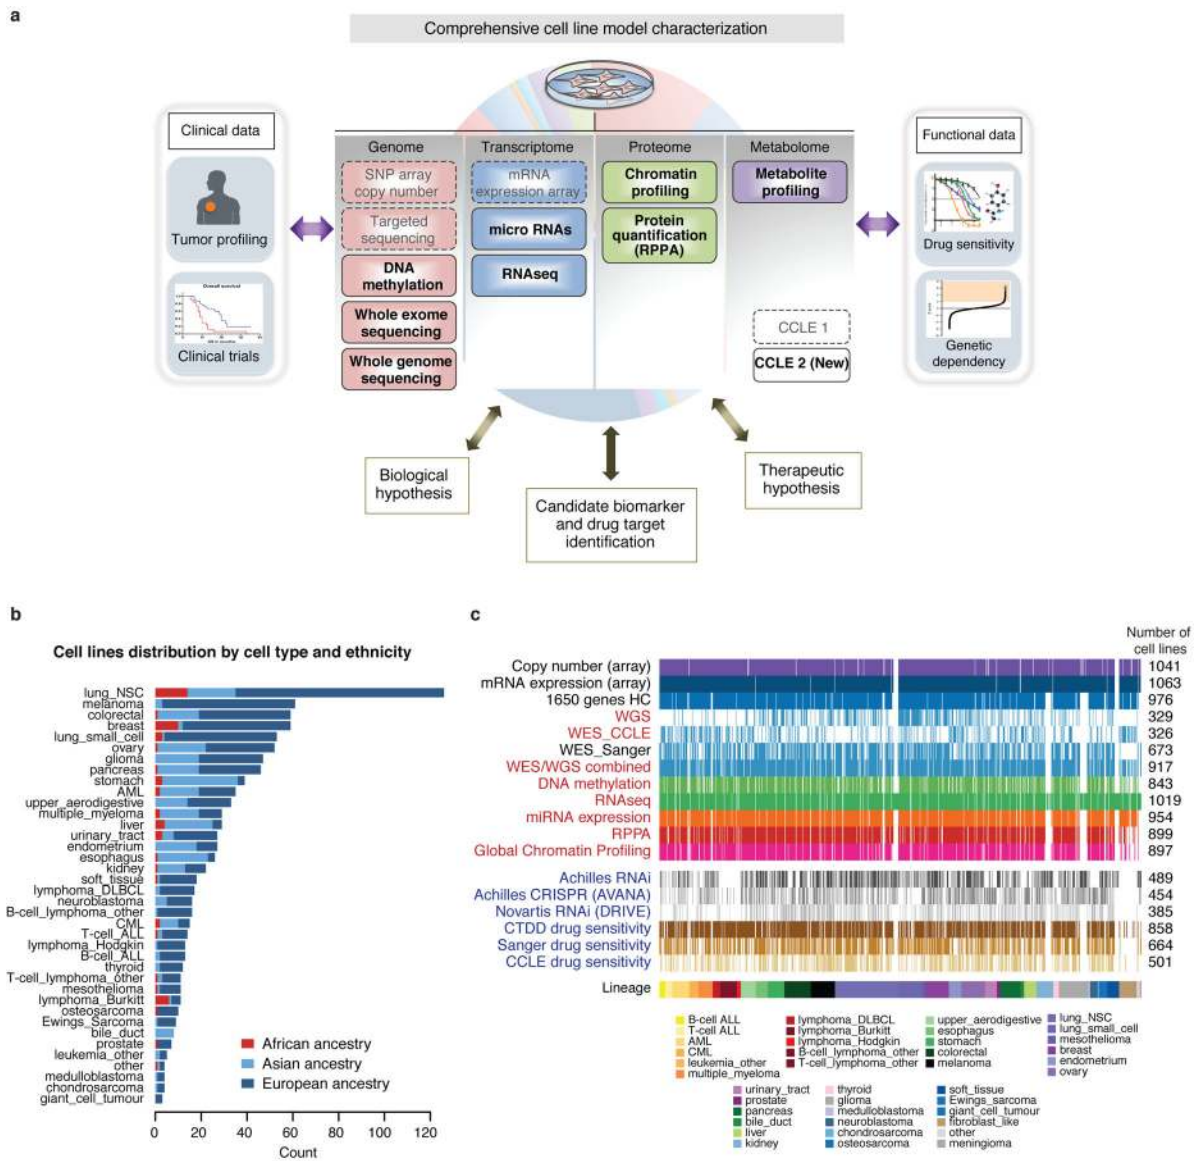 a
Comprehensive cell line model characterization
Clinical data
Tumor profiling
Overall survival
Clinical trials
Genome
Transcriptome
Proteome
Metabolome
SNP array
copy number
Targeted
sequencing
DNA
methylation
Whole exome
sequencing
Whole genome
sequencing
mRNA
expression array
micro RNAs
RNAseq
Chromatin
profiling
Protein
quantification
(RPPA)
Metabolite
profiling
CCLE 1
CCLE 2 (New)
Functional data
Drug sensitivity
Genetic
dependency
Biological
hypothesis
Candidate biomarker
and drug target
identification
Therapeutic
hypothesis
b
Cell lines distribution by cell type and ethnicity
lung_NSC
melanoma
colorectal
breast
lung_small_cell
ovary
glioma
pancreas
stomach
AML
upper_aerodigestive
multiple_myeloma
liver
urinary_tract
endometrium
esophagus
kidney
soft_tissue
lymphoma_DLBCL
neuroblastoma
B-cell_lymphoma_other
CML
T-cell_ALL
lymphoma_Hodgkin
B-cell_ALL
thyroid
T-cell_lymphoma_other
mesothelioma
lymphoma_Burkitt
osteosarcoma
Ewings_Sarcoma
bile_duct
prostate
leukemia_other
other
medulloblastoma
chondrosarcoma
giant_cell_tumour
African ancestry
Asian ancestry
European ancestry
0 20 40 60 80 100 120
Count
c
Number of
cell lines
Copy number (array) 1041
mRNA expression (array) 1063
1650 genes HC 976
WGS 329
WES_CCLE 326
WES_Sanger 673
WES/WGS combined 917
DNA methylation 843
RNAseq 1019
miRNA expression 954
RPPA 899
Global Chromatin Profiling 897
Achilles RNAi 489
Achilles CRISPR (AVANA) 454
Novartis RNAi (DRIVE) 385
CTDD drug sensitivity 858
Sanger drug sensitivity 664
CCLE drug sensitivity 501
Lineage
B-cell ALL
T-cell ALL
AML
CML
leukemia_other
multiple_myeloma
lymphoma_DLBCL
lymphoma_Burkitt
lymphoma_Hodgkin
B-cell_lymphoma_other
T-cell_lymphoma_other
upper_aerodigestive
esophagus
stomach
colorectal
melanoma
lung_NSC
lung_small_cell
mesothelioma
breast
endometrium
ovary
urinary_tract
prostate
pancreas
bile_duct
liver
kidney
thyroid
glioma
medulloblastoma
neuroblastoma
chondrosarcoma
osteosarcoma
soft_tissue
Ewings_sarcoma
giant_cell_tumour
fibroblast_like
other
meningioma